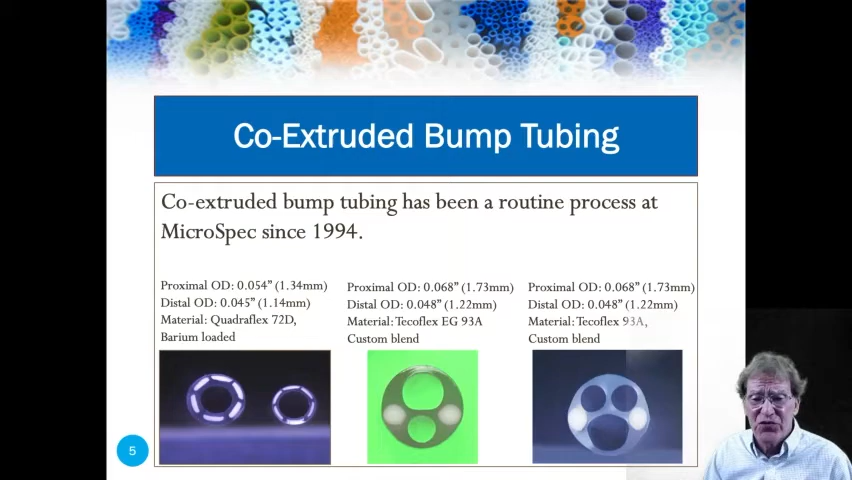 Co-Extruded Bump Tubing
Co-extruded bump tubing has been a routine process at
MicroSpec since 1994.
Proximal OD: 0.054” (1.34mm)
Distal OD: 0.045” (1.14mm)
Material: Quadraflex 72D,
Barium loaded
Proximal OD: 0.068” (1.73mm)
Distal OD: 0.048” (1.22mm)
Material: Tecoflex EG 93A
Custom blend
Proximal OD: 0.068” (1.73mm)
Distal OD: 0.048” (1.22mm)
Material: Tecoflex 93A,
Custom blend
5